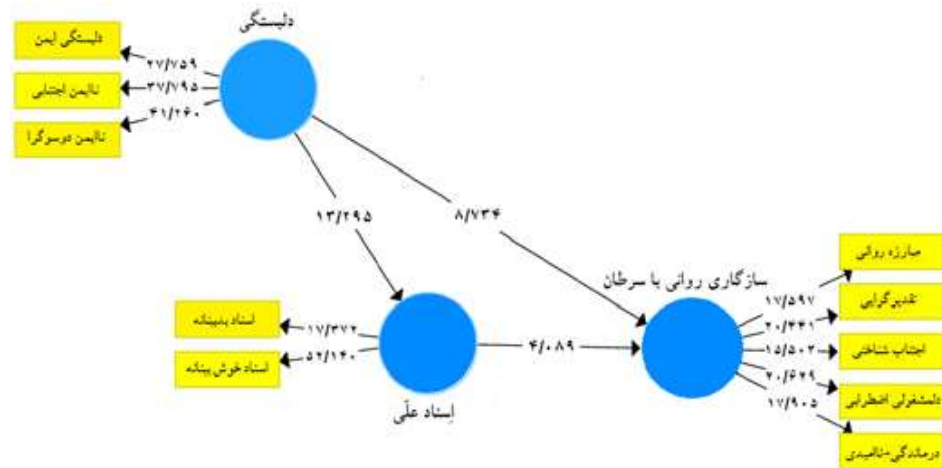 دلبستگی
دلبستگی ایمن
۲۷/۷۵۹
ناایمن اجتنابی
۳۷/۷۹۵
ناایمن دوسوگرا
۴۱/۲۶۰
۱۳/۲۹۵
۸/۷۳۴
سازگاری روانی با سرطان
مبارزه روانی
۱۷/۵۹۷
تقدیرگرایی
۲۰/۴۴۱
اجتناب شناختی
۱۵/۵۰۳
دلمشغولی اضطرابی
۲۰/۶۲۹
درماندگی-ناامیدی
۱۷/۹۰۵
اسناد بدبینانه
۱۷/۳۷۲
اسناد خوش بینانه
۵۲/۱۴۰
۴/۰۸۹
اِسناد علّی